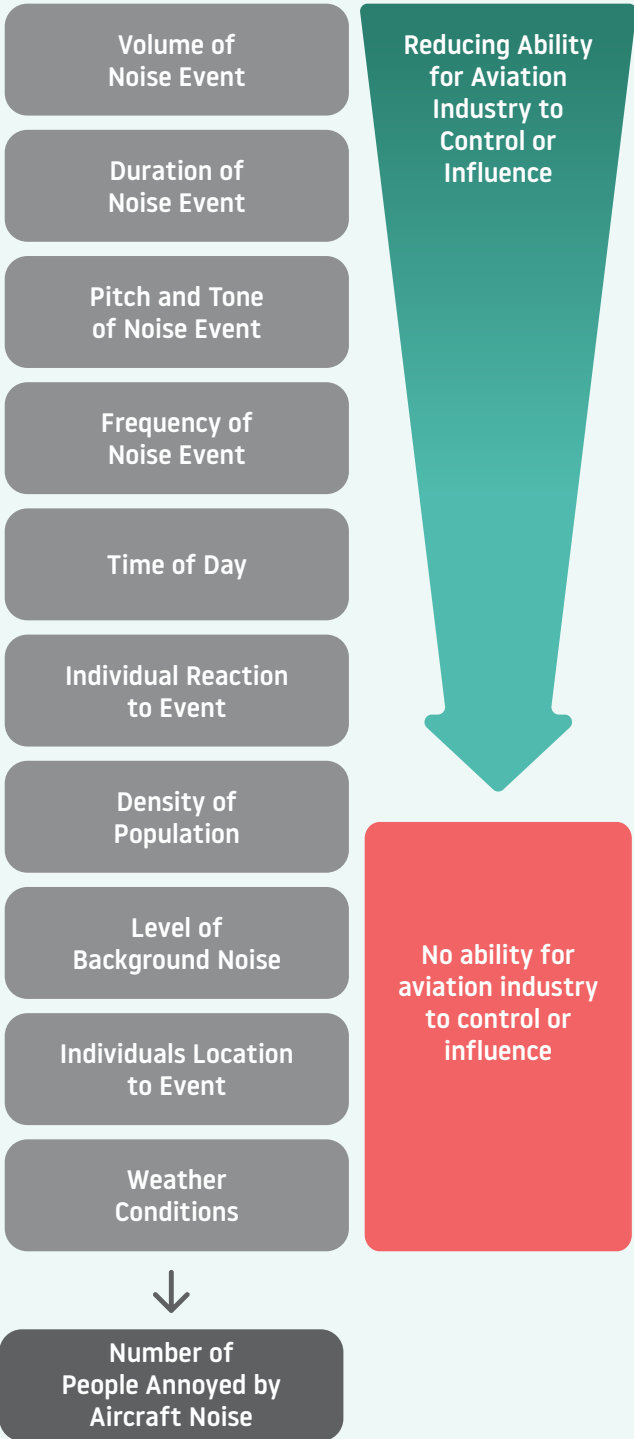 Volume of
Noise Event
Duration of
Noise Event
Pitch and Tone
of Noise Event
Frequency of
Noise Event
Time of Day
Individual Reaction
to Event
Density of
Population
Level of
Background Noise
Individuals Location
to Event
Weather
Conditions
Number of
People Annoyed by
Aircraft Noise
Reducing Ability
for Aviation
Industry to
Control or
Influence
No ability for
aviation industry
to control or
influence